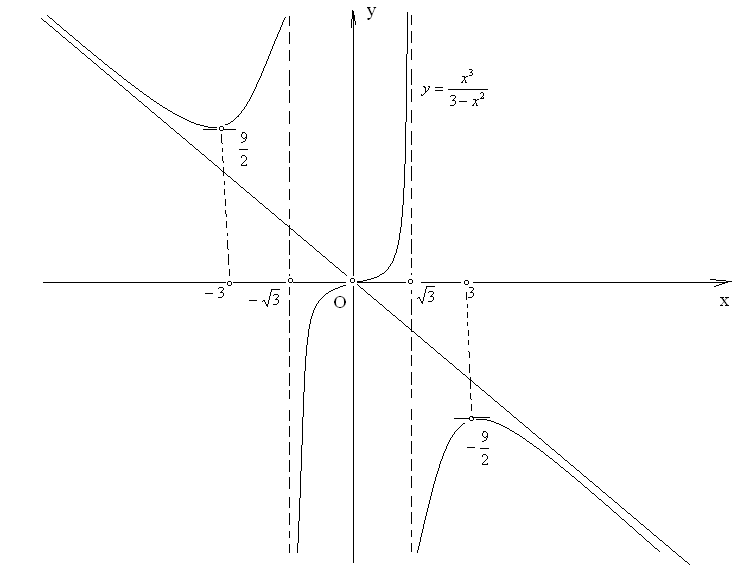 y
y = x³/(3 − x²)
9/2
−3
−√3
O
√3
3
x
−9/2